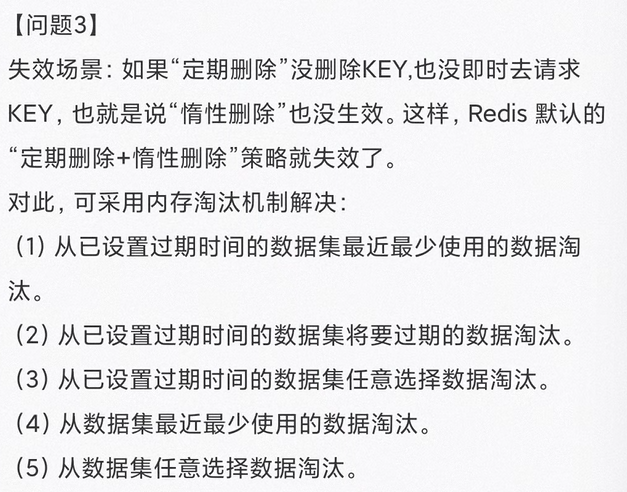 【问题3】
失效场景：如果“定期删除”没删除KEY,也没即时去请求
KEY，也就是说“惰性删除”也没生效。这样，Redis 默认的
“定期删除+惰性删除”策略就失效了。
对此，可采用内存淘汰机制解决：
（1）从已设置过期时间的数据集最近最少使用的数据淘
汰。
（2）从已设置过期时间的数据集将要过期的数据淘汰。
（3）从已设置过期时间的数据集任意选择数据淘汰。
（4）从数据集最近最少使用的数据淘汰。
（5）从数据集任意选择数据淘汰。